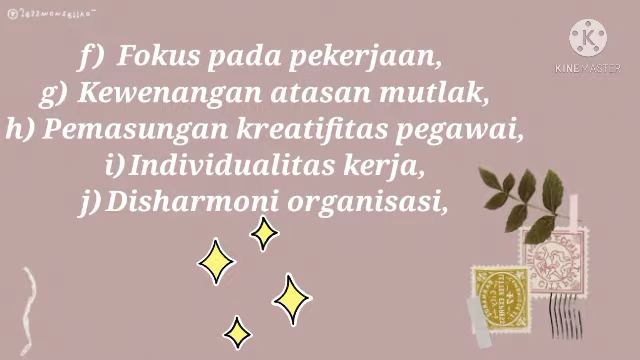 f) Fokus pada pekerjaan,
g) Kewenangan atasan mutlak,
h) Pemasungan kreatifitas pegawai,
i) Individualitas kerja,
j) Disharmoni organisasi,
KINEMASTER